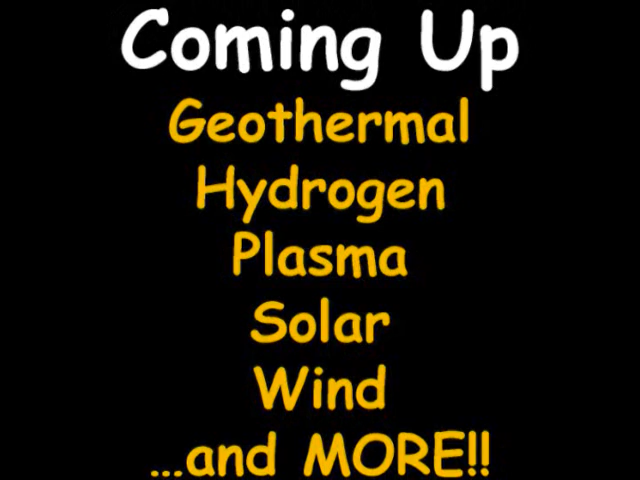 Coming Up
Geothermal
Hydrogen
Plasma
Solar
Wind
...and MORE!!